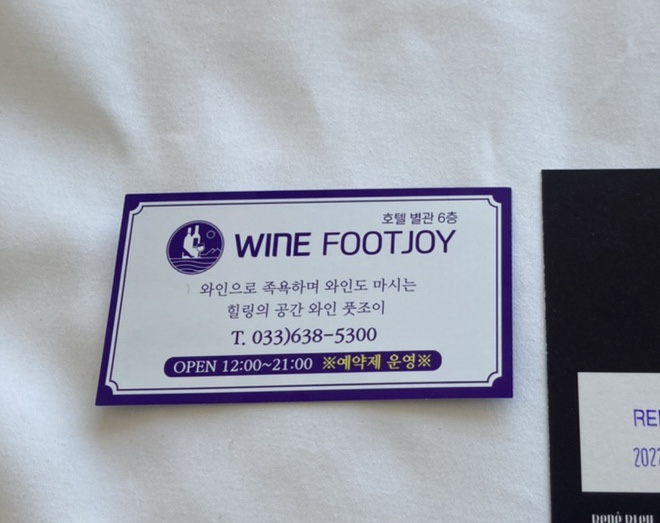 호텔 별관 6층
WINE FOOTJOY
와인으로 족욕하며 와인도 마시는
힐링의 공간 와인 풋조이
T. 033)638-5300
OPEN 12:00~21:00 ※예약제 운영※